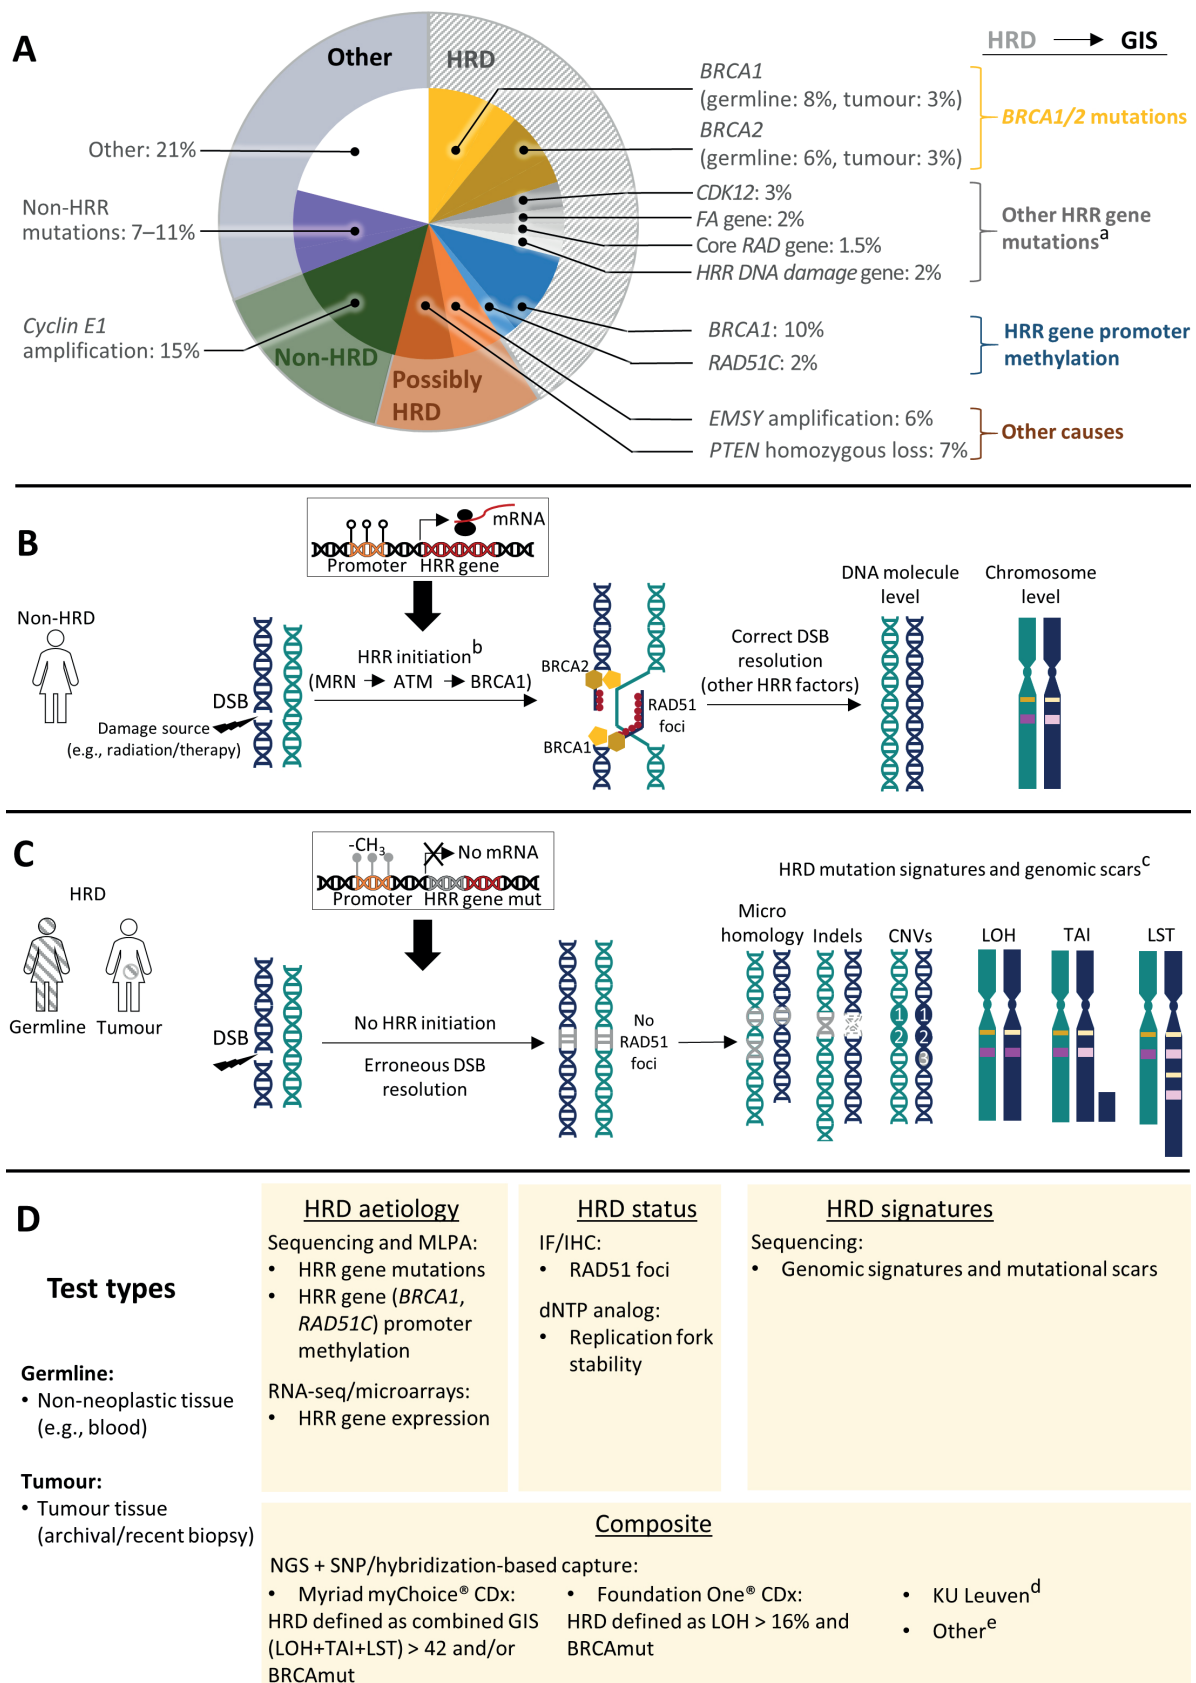 A
Other
HRD
HRD → GIS
BRCA1
(germline: 8%, tumour: 3%)
BRCA2
(germline: 6%, tumour: 3%)
BRCA1/2 mutations
Other: 21%
Non-HRR
mutations: 7–11%
Cyclin E1
amplification: 15%
CDK12: 3%
FA gene: 2%
Core RAD gene: 1.5%
HRR DNA damage gene: 2%
Other HRR gene
mutationsa
BRCA1: 10%
RAD51C: 2%
HRR gene promoter
methylation
Non-HRD
Possibly
HRD
EMSY amplification: 6%
PTEN homozygous loss: 7%
Other causes
B
mRNA
Promoter HRR gene
Non-HRD
DSB
Damage source
(e.g., radiation/therapy)
HRR initiationb
(MRN → ATM → BRCA1)
BRCA2
BRCA1
RAD51
foci
Correct DSB
resolution
(other HRR factors)
DNA molecule
level
Chromosome
level
C
-CH3
No mRNA
Promoter HRR gene mut
HRD
Germline Tumour
DSB
No HRR initiation
Erroneous DSB
resolution
No
RAD51
foci
HRD mutation signatures and genomic scarsc
Micro
homology
Indels
CNVs
LOH
TAI
LST
1 1
2 2
3
D
Test types
Germline:
• Non-neoplastic tissue
(e.g., blood)
Tumour:
• Tumour tissue
(archival/recent biopsy)
HRD aetiology
Sequencing and MLPA:
• HRR gene mutations
• HRR gene (BRCA1,
RAD51C) promoter
methylation
RNA-seq/microarrays:
• HRR gene expression
HRD status
IF/IHC:
• RAD51 foci
dNTP analog:
• Replication fork
stability
HRD signatures
Sequencing:
• Genomic signatures and mutational scars
Composite
NGS + SNP/hybridization-based capture:
• Myriad myChoice® CDx:
HRD defined as combined GIS
(LOH+TAI+LST) > 42 and/or
BRCAmut
• Foundation One® CDx:
HRD defined as LOH > 16% and
BRCAmut
• KU Leuvend
• Othere